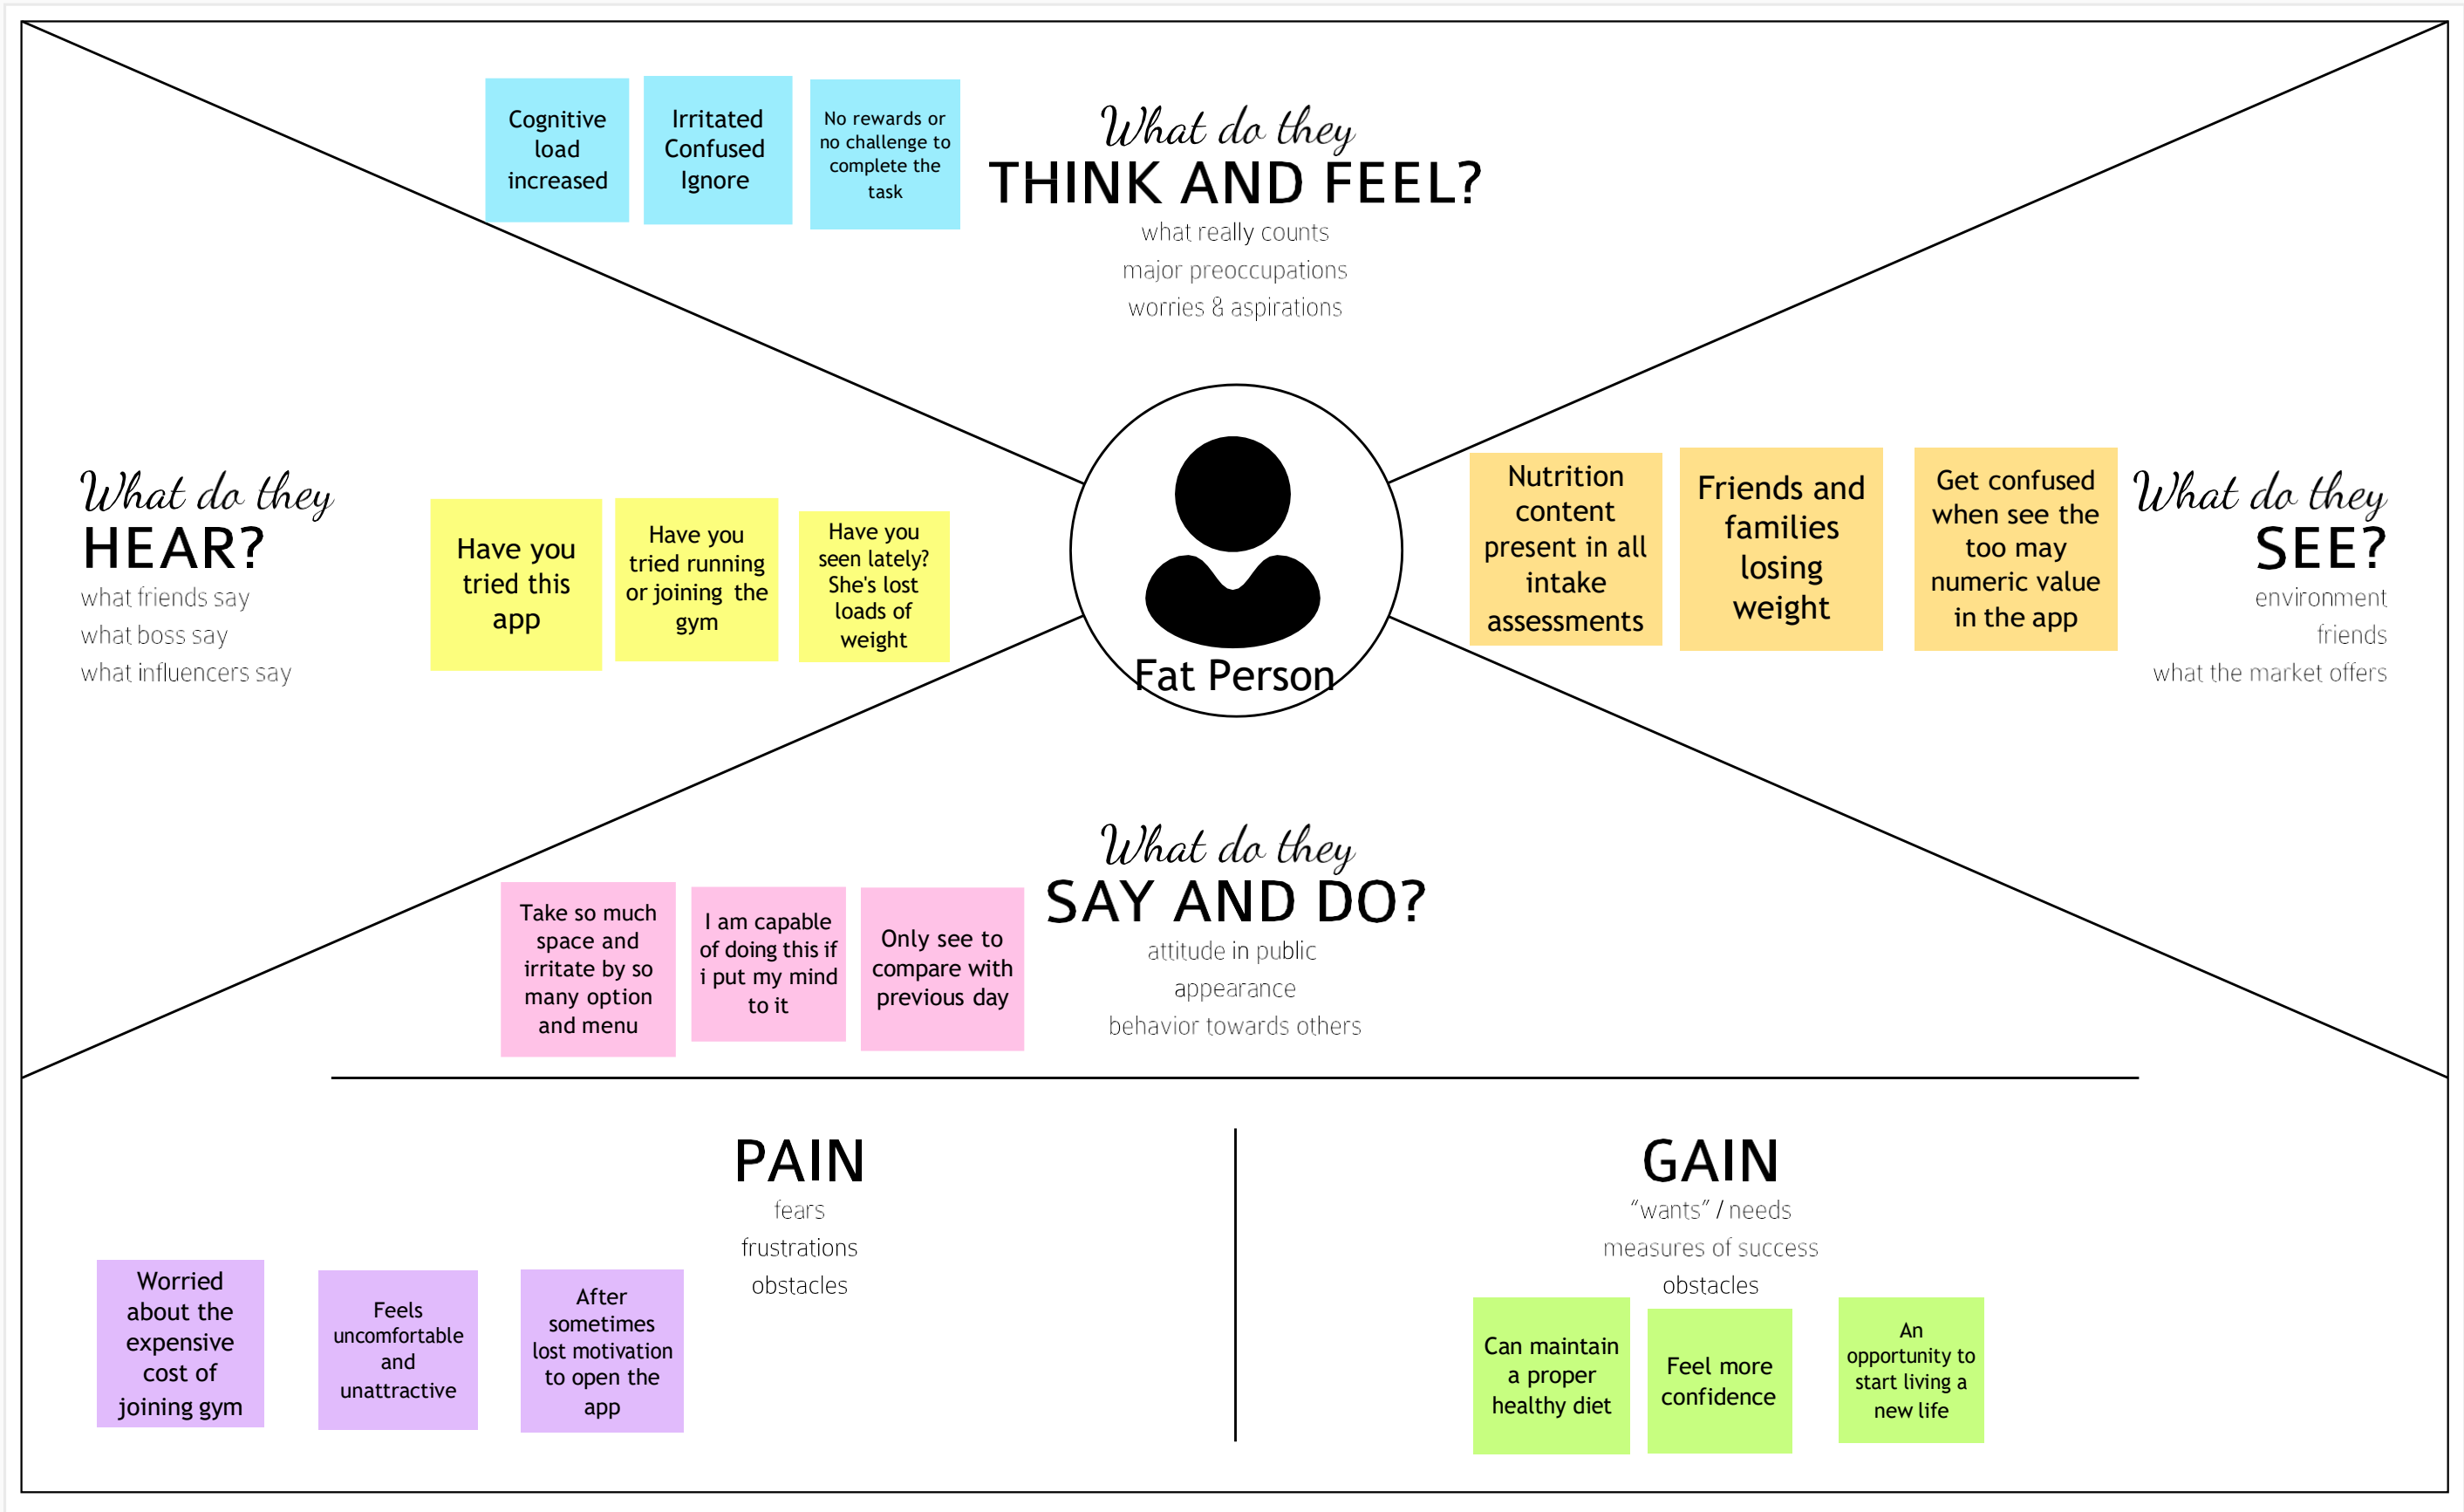 Cognitive
load
increased
Irritated
Confused
Ignore
No rewards or
no challenge to
complete the
task
What do they
THINK AND FEEL?
what really counts
major preoccupations
worries & aspirations
What do they
HEAR?
what friends say
what boss say
what influencers say
Have you
tried this
app
Have you
tried running
or joining the
gym
Have you
seen lately?
She's lost
loads of
weight
Fat Person
Nutrition
content
present in all
intake
assessments
Friends and
families
losing
weight
Get confused
when see the
too may
numeric value
in the app
What do they
SEE?
environment
friends
what the market offers
Take so much
space and
irritate by so
many option
and menu
I am capable
of doing this if
i put my mind
to it
Only see to
compare with
previous day
What do they
SAY AND DO?
attitude in public
appearance
behavior towards others
PAIN
fears
frustrations
obstacles
Worried
about the
expensive
cost of
joining gym
Feels
uncomfortable
and
unattractive
After
sometimes
lost motivation
to open the
app
GAIN
“wants” / needs
measures of success
obstacles
Can maintain
a proper
healthy diet
Feel more
confidence
An
opportunity to
start living a
new life